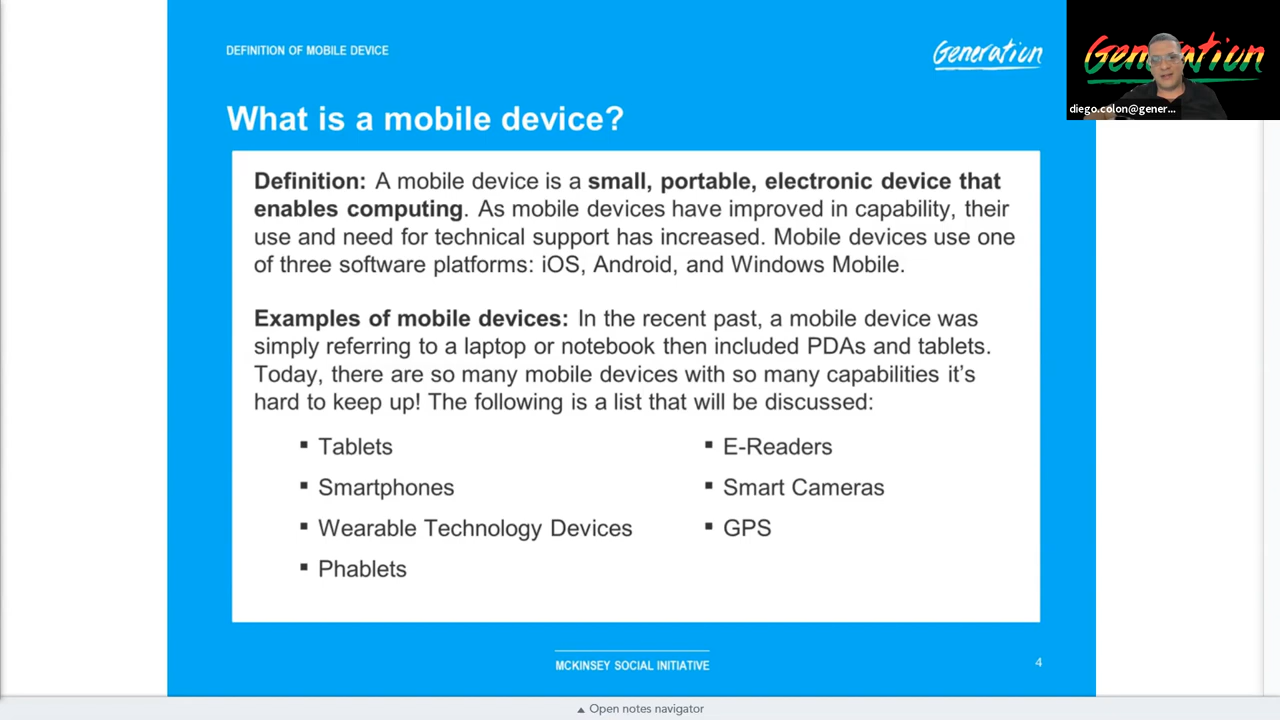 DEFINITION OF MOBILE DEVICE
Generation
Generation
diego.colon@gener...
What is a mobile device?
Definition: A mobile device is a small, portable, electronic device that
enables computing. As mobile devices have improved in capability, their
use and need for technical support has increased. Mobile devices use one
of three software platforms: iOS, Android, and Windows Mobile.
Examples of mobile devices: In the recent past, a mobile device was
simply referring to a laptop or notebook then included PDAs and tablets.
Today, there are so many mobile devices with so many capabilities it's
hard to keep up! The following is a list that will be discussed:
▪ Tablets
▪ Smartphones
▪ Wearable Technology Devices
▪ Phablets
▪ E-Readers
▪ Smart Cameras
▪ GPS
MCKINSEY SOCIAL INITIATIVE
4
▲ Open notes navigator